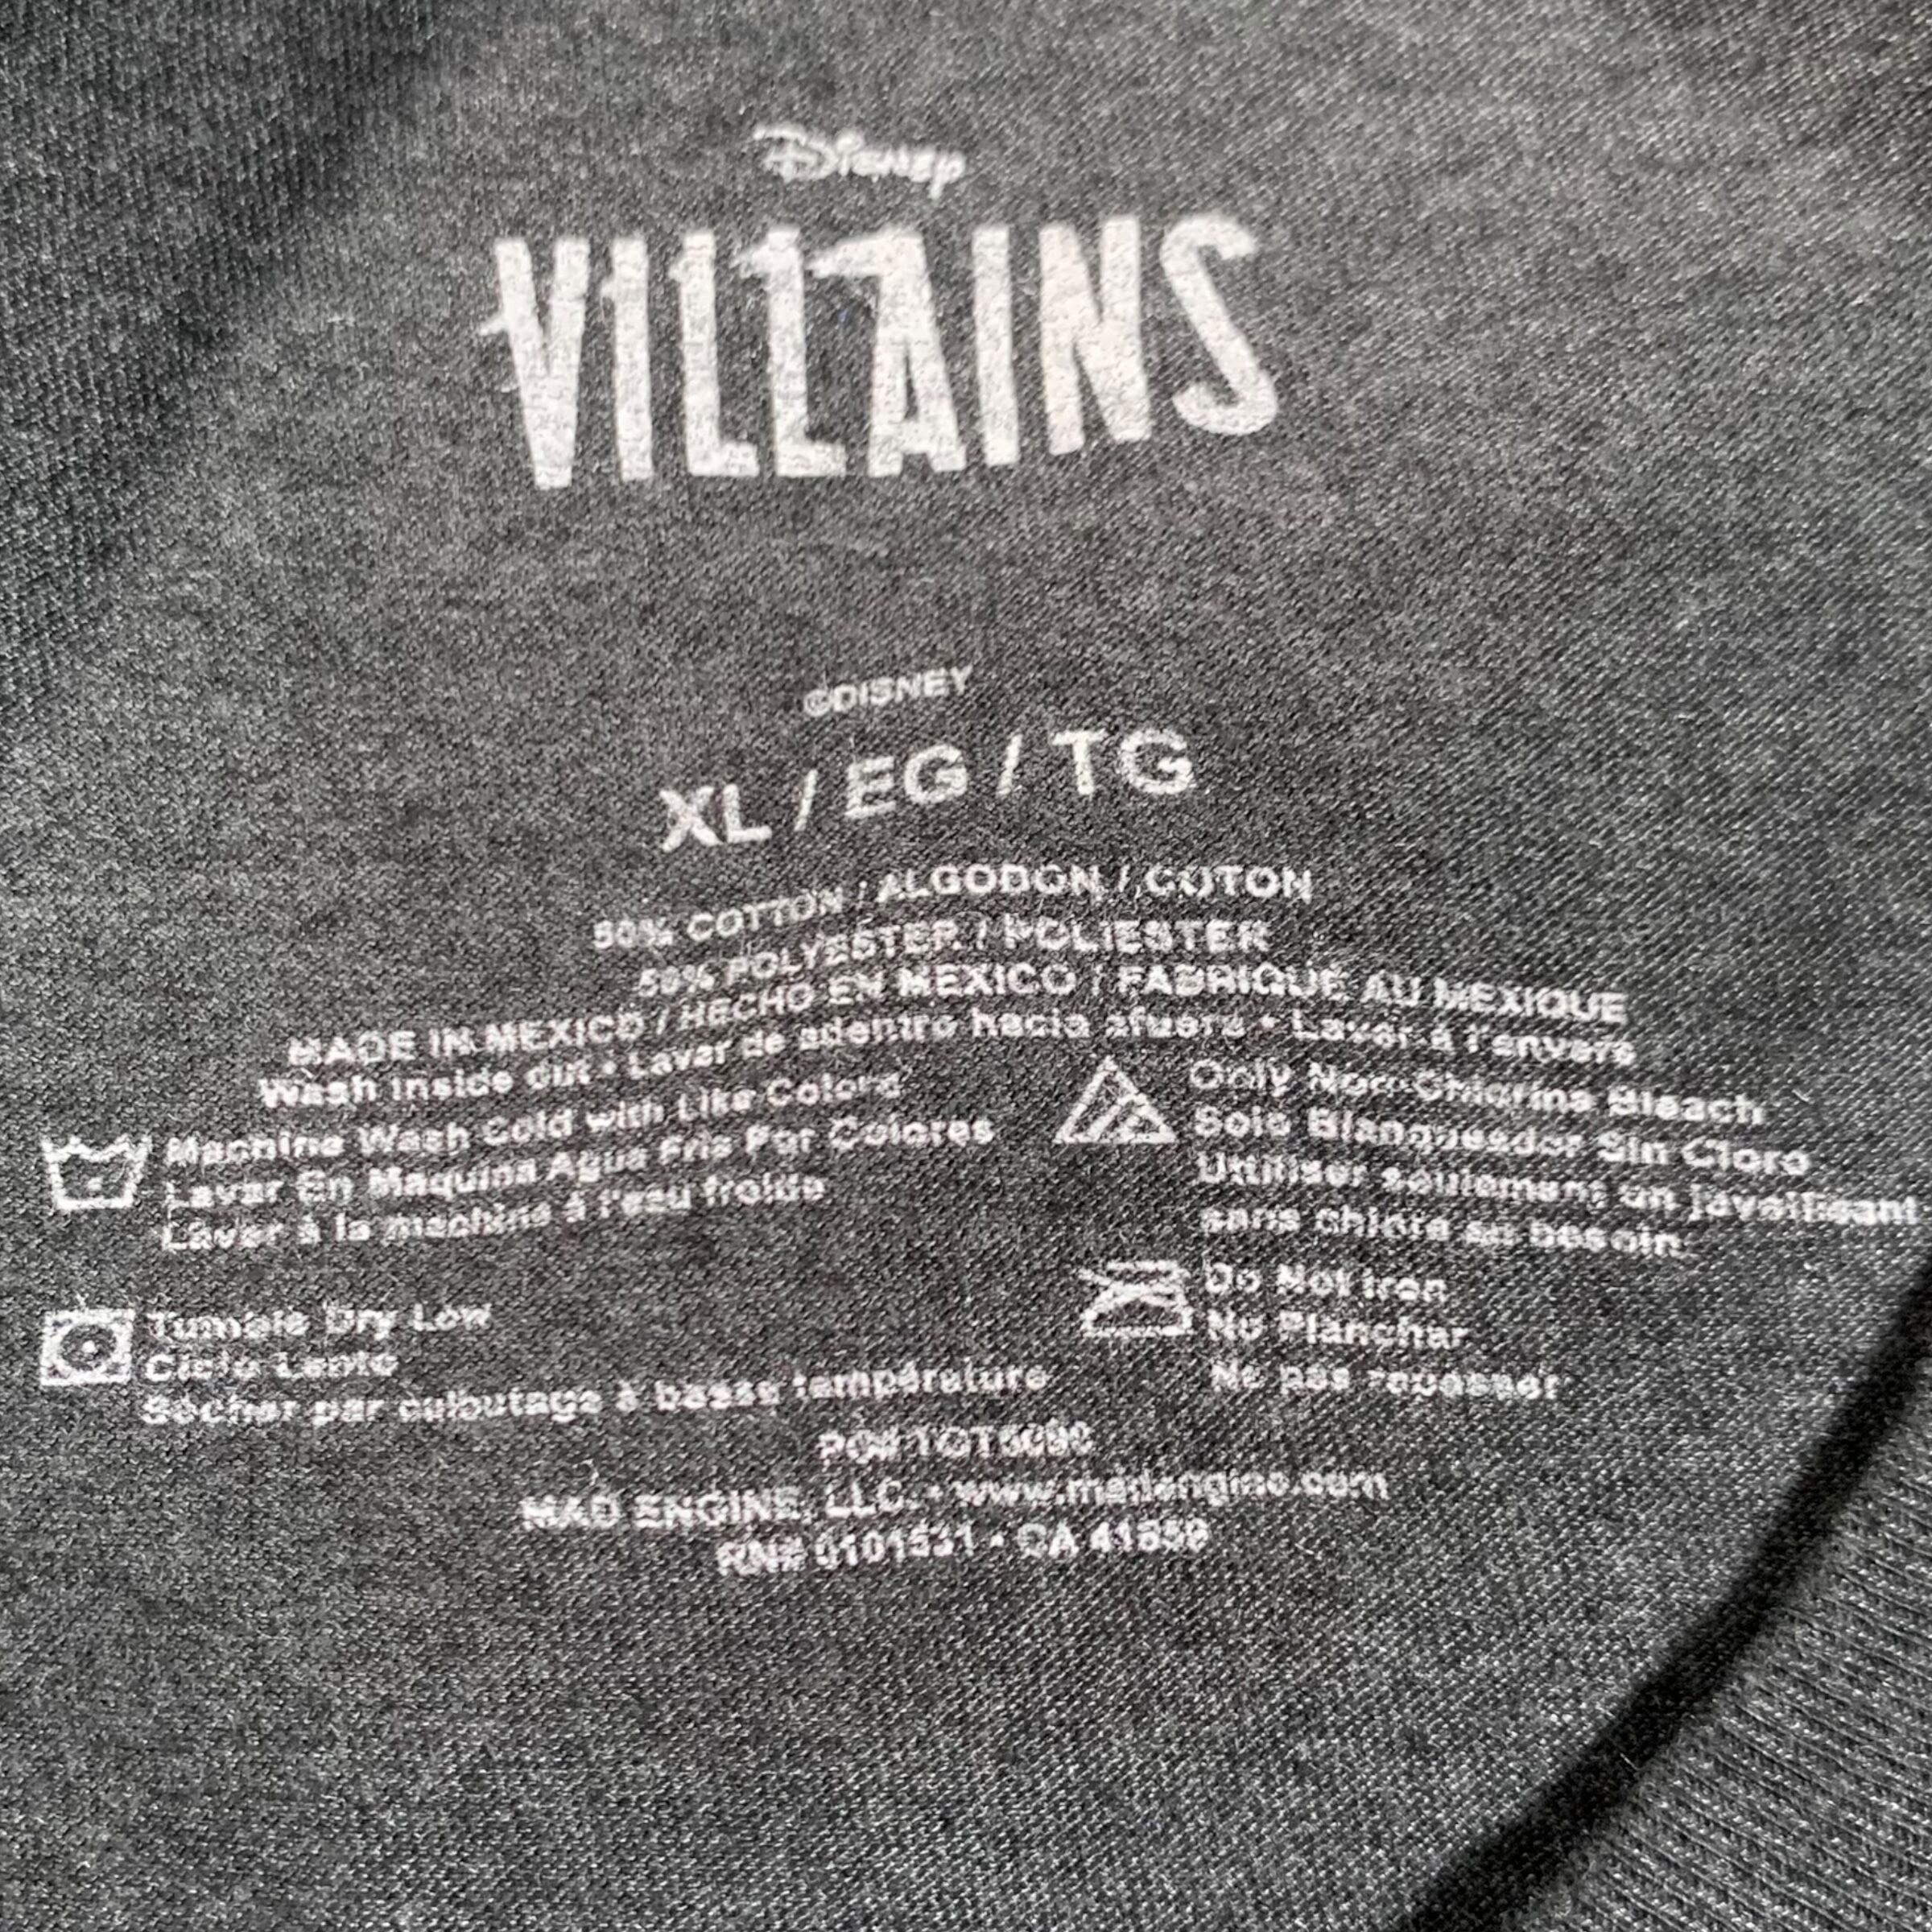 Disney
VILLAINS
©DISNEY
XL / EG / TG
50% COTTON / ALGODON / COTON
50% POLYESTER / POLIESTER
MADE IN MEXICO / HECHO EN MEXICO / FABRIQUÉ AU MEXIQUE
Wash Inside Out • Lavar de adentro hacia afuera • Laver à l'envers
Machine Wash Cold with Like Colors
Lavar En Maquina Agua Fria Por Colores
Laver à la machine à l'eau froide
Only Non-Chlorine Bleach
Solo Blanqueador Sin Cloro
Utiliser seulement un javellisant
sans chlore au besoin.
Tumble Dry Low
Ciclo Lento
Sécher par culbutage à basse température
Do Not Iron
No Planchar
Ne pas repasser
MAD ENGINE, LLC. • www.madengine.com
RN# • CA